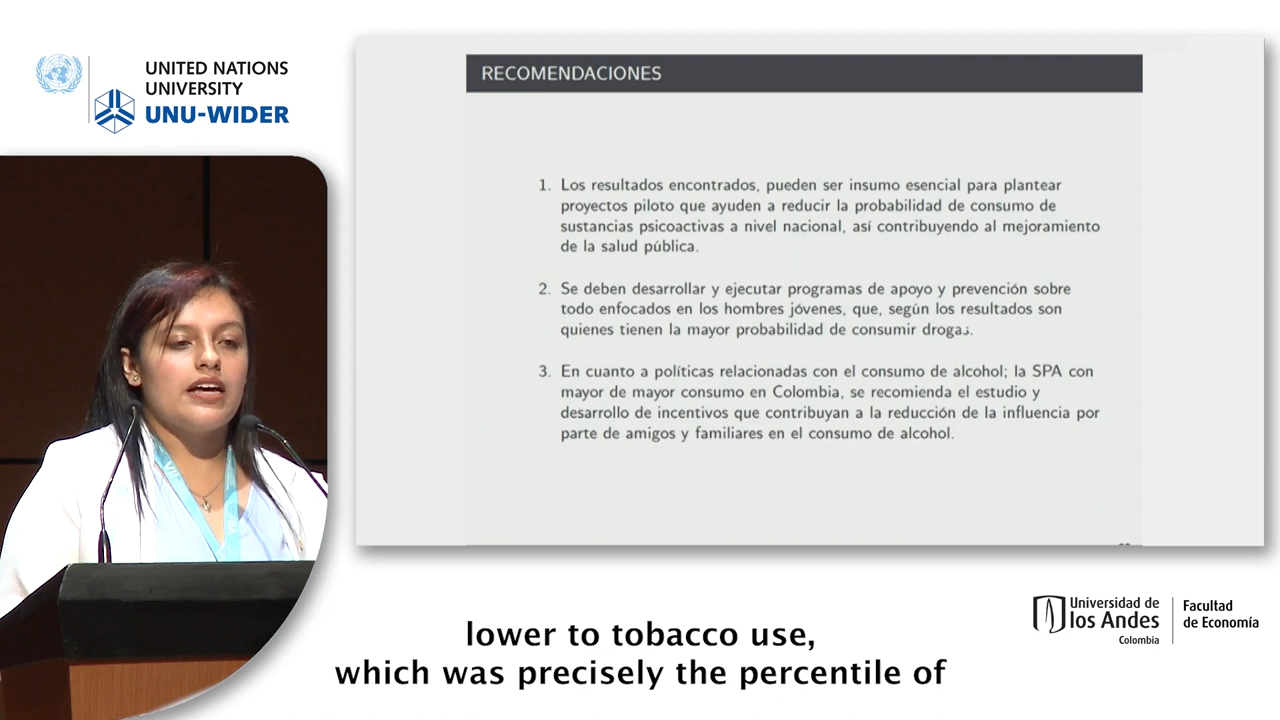 UNITED NATIONS
UNIVERSITY
UNU-WIDER
RECOMENDACIONES
1. Los resultados encontrados, pueden ser insumo esencial para plantear
proyectos piloto que ayuden a reducir la probabilidad de consumo de
sustancias psicoactivas a nivel nacional, así contribuyendo al mejoramiento
de la salud pública.
2. Se deben desarrollar y ejecutar programas de apoyo y prevención sobre
todo enfocados en los hombres jóvenes, que, según los resultados son
quienes tienen la mayor probabilidad de consumir drogas.
3. En cuanto a políticas relacionadas con el consumo de alcohol; la SPA con
mayor de mayor consumo en Colombia, se recomienda el estudio y
desarrollo de incentivos que contribuyan a la reducción de la influencia por
parte de amigos y familiares en el consumo de alcohol.
Universidad de
los Andes
Colombia
Facultad
de Economía
lower to tobacco use,
which was precisely the percentile of